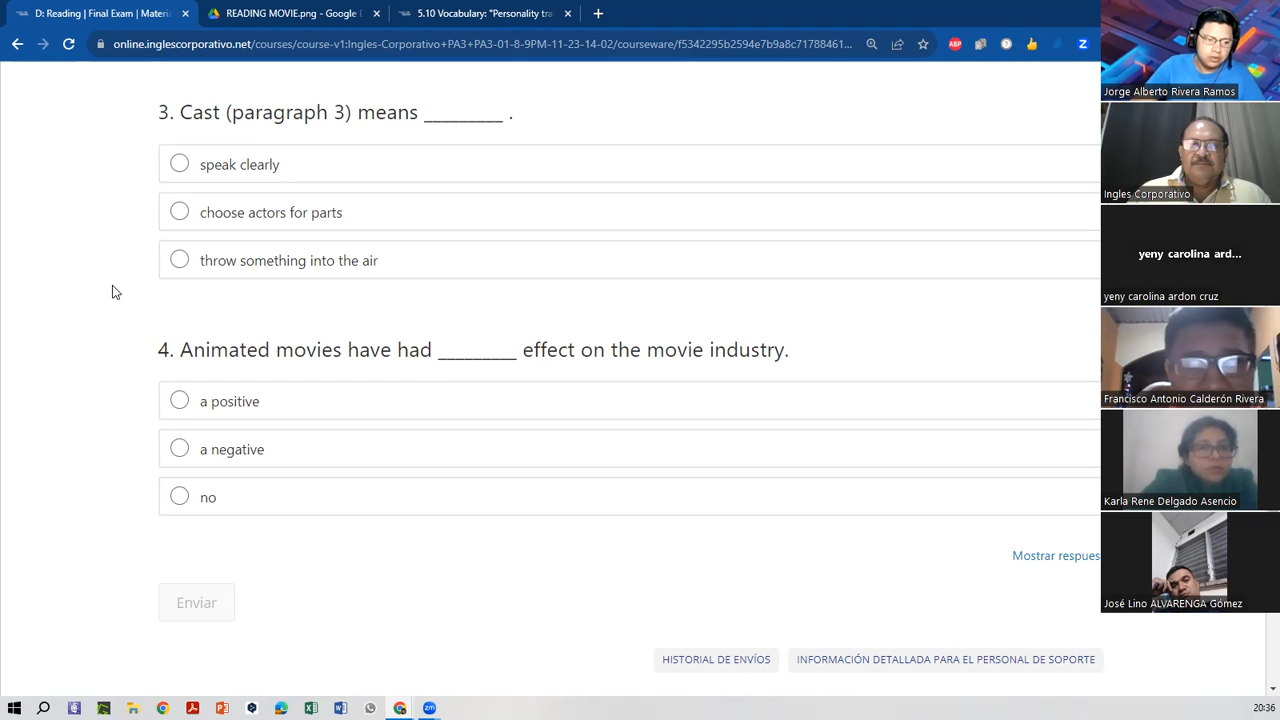 D: Reading | Final Exam | Materi
READING MOVIE.png - Google
5.10 Vocabulary: "Personality tra
online.inglescorporativo.net/courses/course-v1:Ingles-Corporativo+PA3+PA3-01-8-9PM-11-23-14-02/courseware/f5342295b2594e7b9a8c71788461...
ABP
Z
3. Cast (paragraph 3) means _________ .
speak clearly
choose actors for parts
throw something into the air
4. Animated movies have had _________ effect on the movie industry.
a positive
a negative
no
Mostrar respues
Enviar
HISTORIAL DE ENVÍOS
INFORMACIÓN DETALLADA PARA EL PERSONAL DE SOPORTE
Jorge Alberto Rivera Ramos
Ingles Corporativo
yeny carolina ard...
yeny carolina ardon cruz
Francisco Antonio Calderón Rivera
Karla Rene Delgado Asencio
José Lino ALVARENGA Gómez
zm
20:36